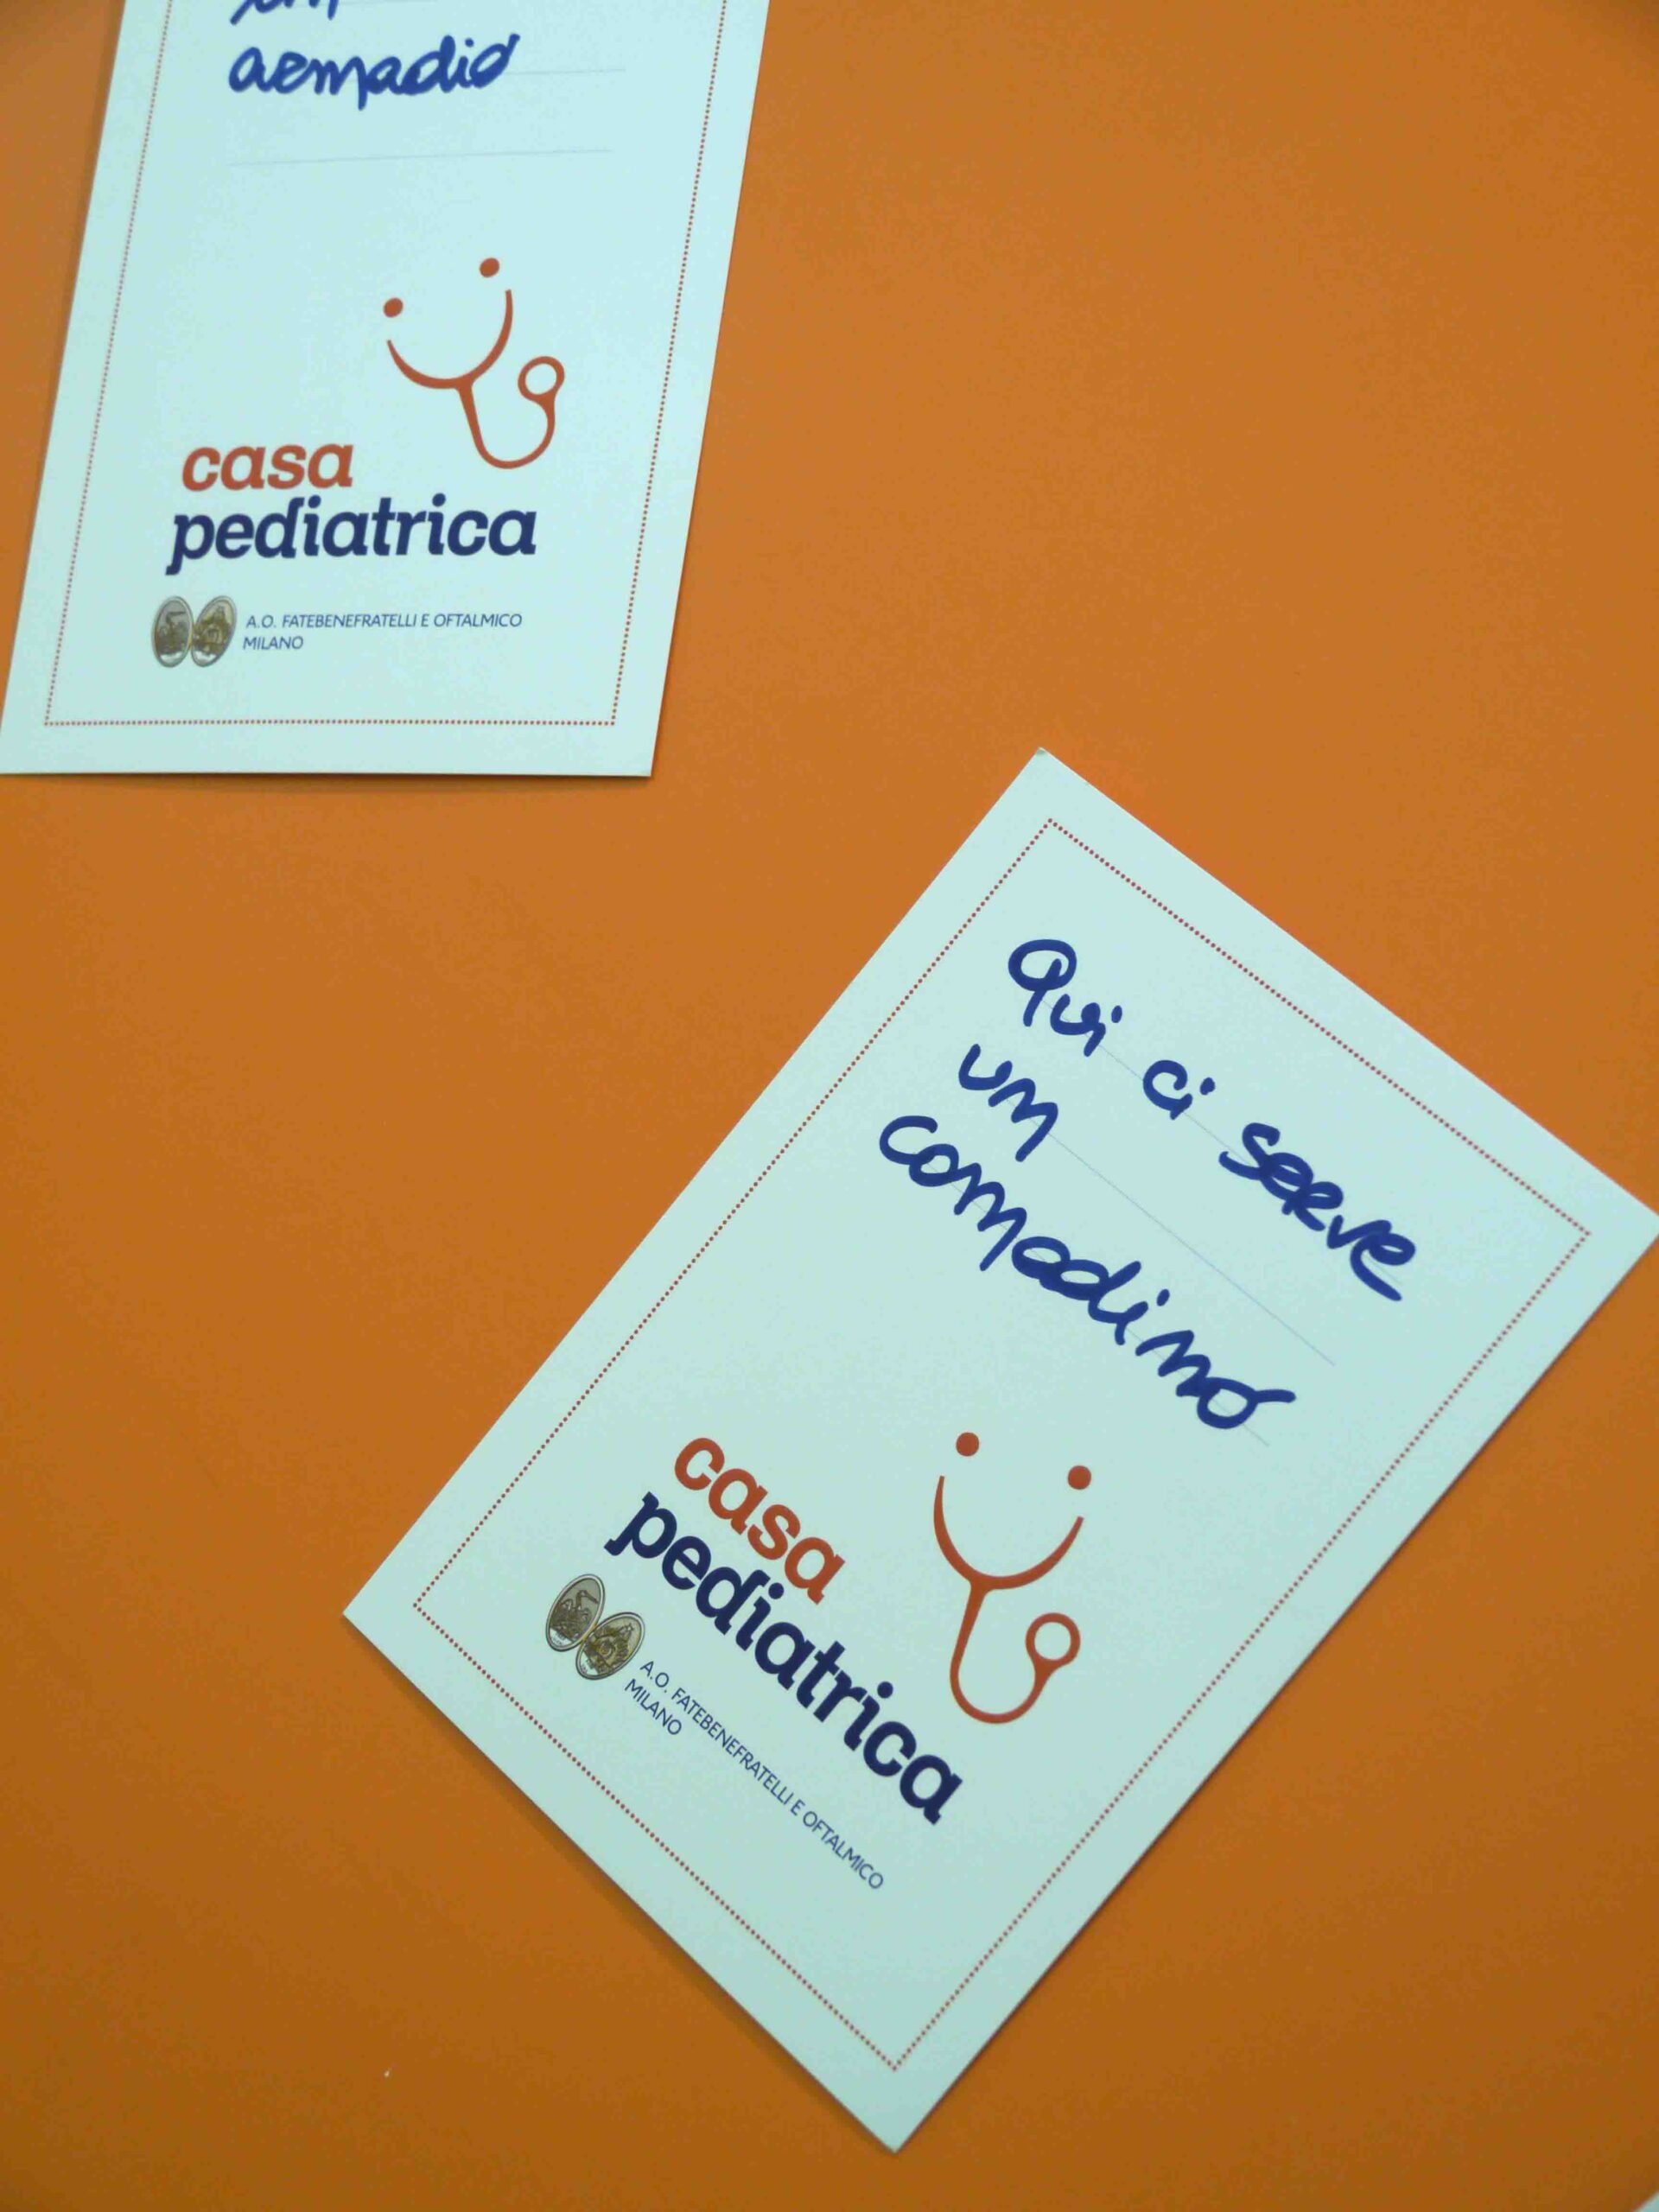 armadio
casa
pediatrica
A.O. FATEBENEFRATELLI E OFTALMICO
MILANO
Qui ci serve
un
comodino
casa
pediatrica
A.O. FATEBENEFRATELLI E OFTALMICO
MILANO